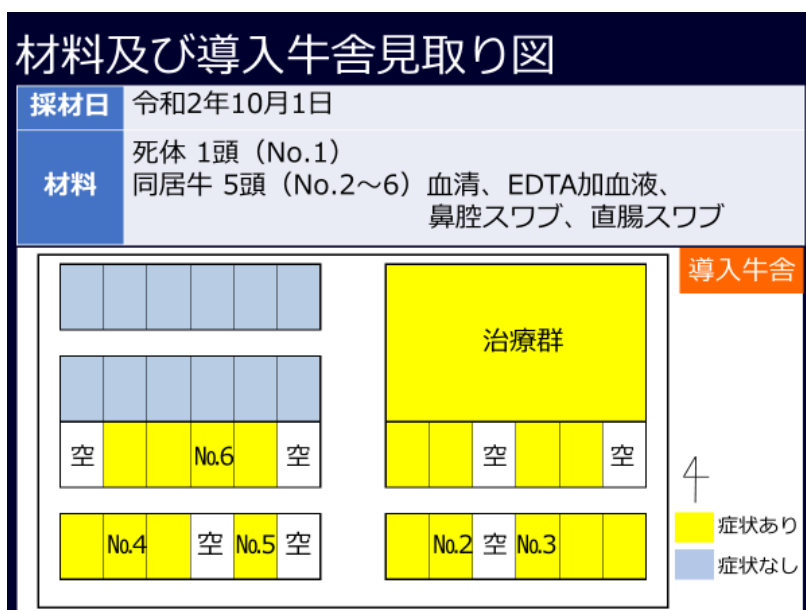 材料及び導入牛舎見取り図
採材日 令和2年10月1日
材料 死体 1頭（No.1）
同居牛 5頭（No.2～6）血清、EDTA加血液、
鼻腔スワブ、直腸スワブ
導入牛舎
治療群
空 No.6 空 空 空
No.4 空 No.5 空 No.2 空 No.3
症状あり
症状なし